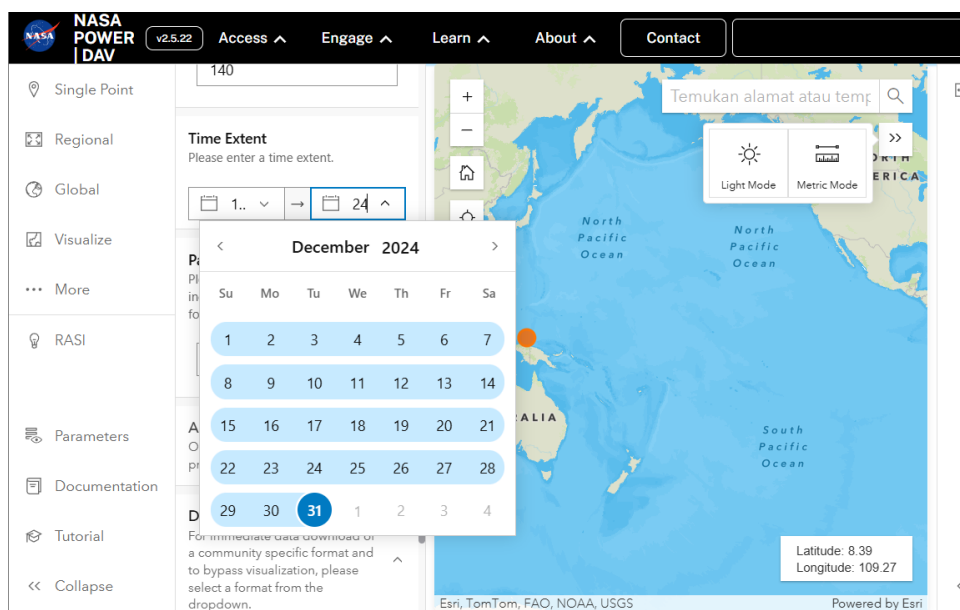 NASA
NASA
POWER
| DAV
v2.5.22
Access
Engage
Learn
About
Contact
Single Point
Regional
Global
Visualize
More
RASI
Parameters
Documentation
Tutorial
Collapse
140
Time Extent
Please enter a time extent.
1..
24
December 2024
Su Mo Tu We Th Fr Sa
1 2 3 4 5 6 7
8 9 10 11 12 13 14
15 16 17 18 19 20 21
22 23 24 25 26 27 28
29 30 31 1 2 3 4
For immediate data download of
a community specific format and
to bypass visualization, please
select a format from the
dropdown.
Temukan alamat atau temp
Light Mode
Metric Mode
ERICA
North
Pacific
Ocean
North
Pacific
Ocean
ALIA
South
Pacific
Ocean
Latitude: 8.39
Longitude: 109.27
Esri, TomTom, FAO, NOAA, USGS
Powered by Esri